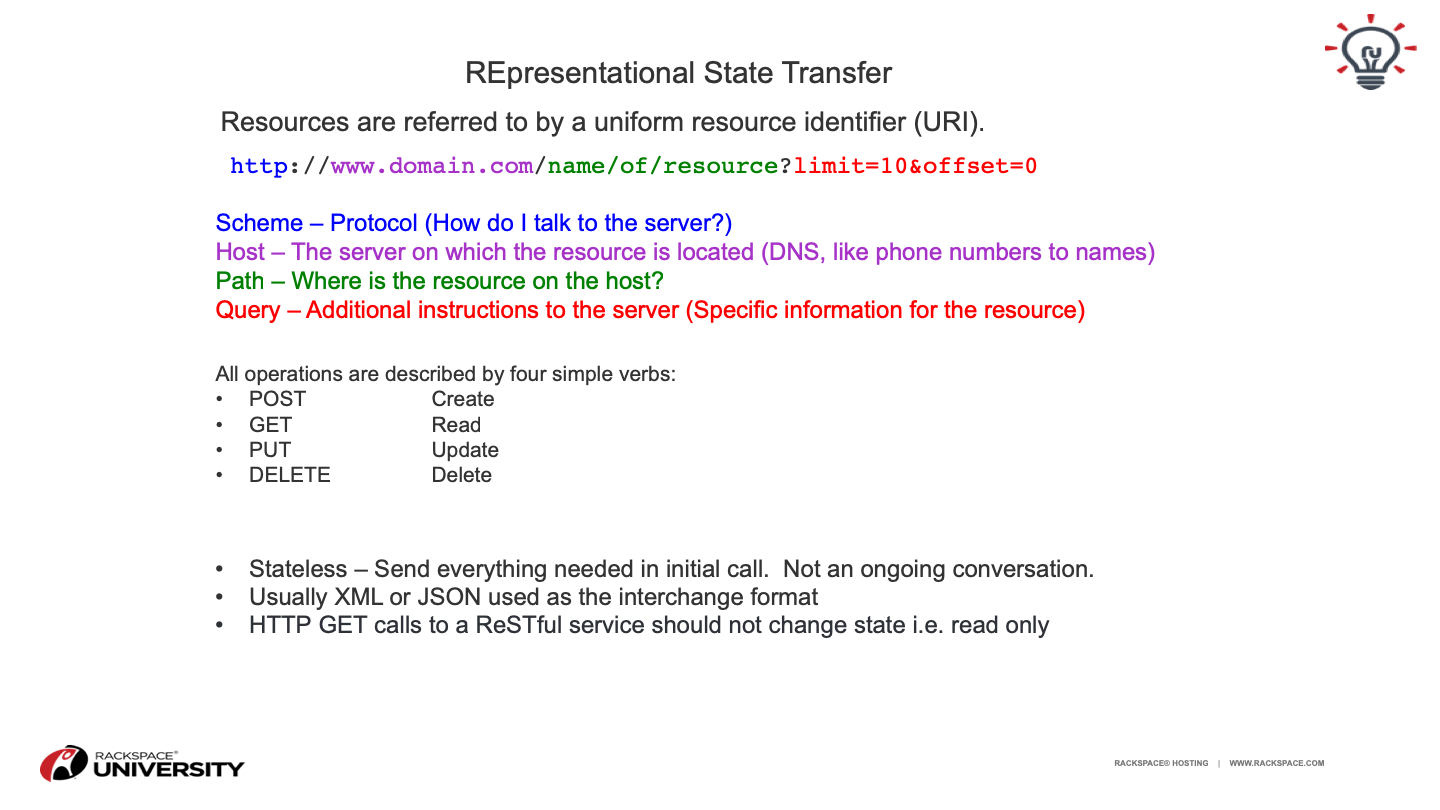 REpresentational State Transfer
Resources are referred to by a uniform resource identifier (URI).
http://www.domain.com/name/of/resource?limit=10&offset=0
Scheme – Protocol (How do I talk to the server?)
Host – The server on which the resource is located (DNS, like phone numbers to names)
Path – Where is the resource on the host?
Query – Additional instructions to the server (Specific information for the resource)
All operations are described by four simple verbs:
• POST Create
• GET Read
• PUT Update
• DELETE Delete
• Stateless – Send everything needed in initial call.  Not an ongoing conversation.
• Usually XML or JSON used as the interchange format
• HTTP GET calls to a ReSTful service should not change state i.e. read only
RACKSPACE®
UNIVERSITY
RACKSPACE® HOSTING | WWW.RACKSPACE.COM